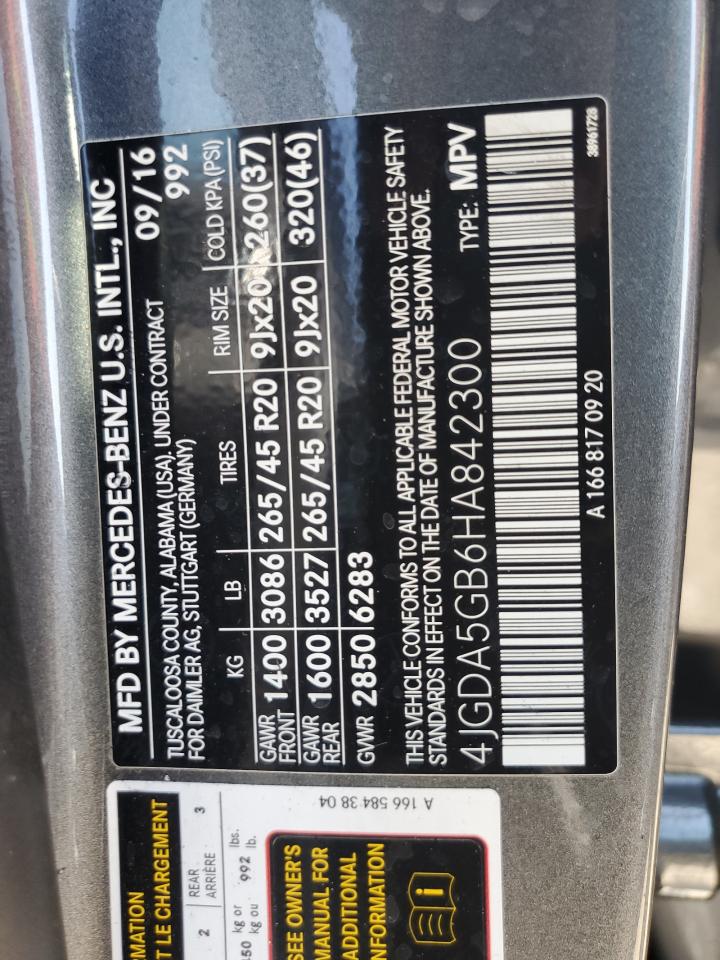 MFD BY MERCEDES-BENZ U.S. INTL., INC
TUSCALOOSA COUNTY, ALABAMA (USA), UNDER CONTRACT 09/16
FOR DAIMLER AG, STUTTGART (GERMANY) 992
KG LB TIRES RIM SIZE COLD KPA(PSI)
GAWR FRONT 1400 3086 265/45 R20 9Jx20 260(37)
GAWR REAR 1600 3527 265/45 R20 9Jx20 320(46)
GVWR 2850 6283
THIS VEHICLE CONFORMS TO ALL APPLICABLE FEDERAL MOTOR VEHICLE SAFETY
STANDARDS IN EFFECT ON THE DATE OF MANUFACTURE SHOWN ABOVE.
4JGDA5GB6HA842300 TYPE: MPV
A 166 817 09 20
38961728
LE CHARGEMENT
2 REAR ARRIÈRE 3
kg or lbs.
kg ou 992 lb.
SEE OWNER'S
MANUAL FOR
ADDITIONAL
INFORMATION
A 166 584 38 04